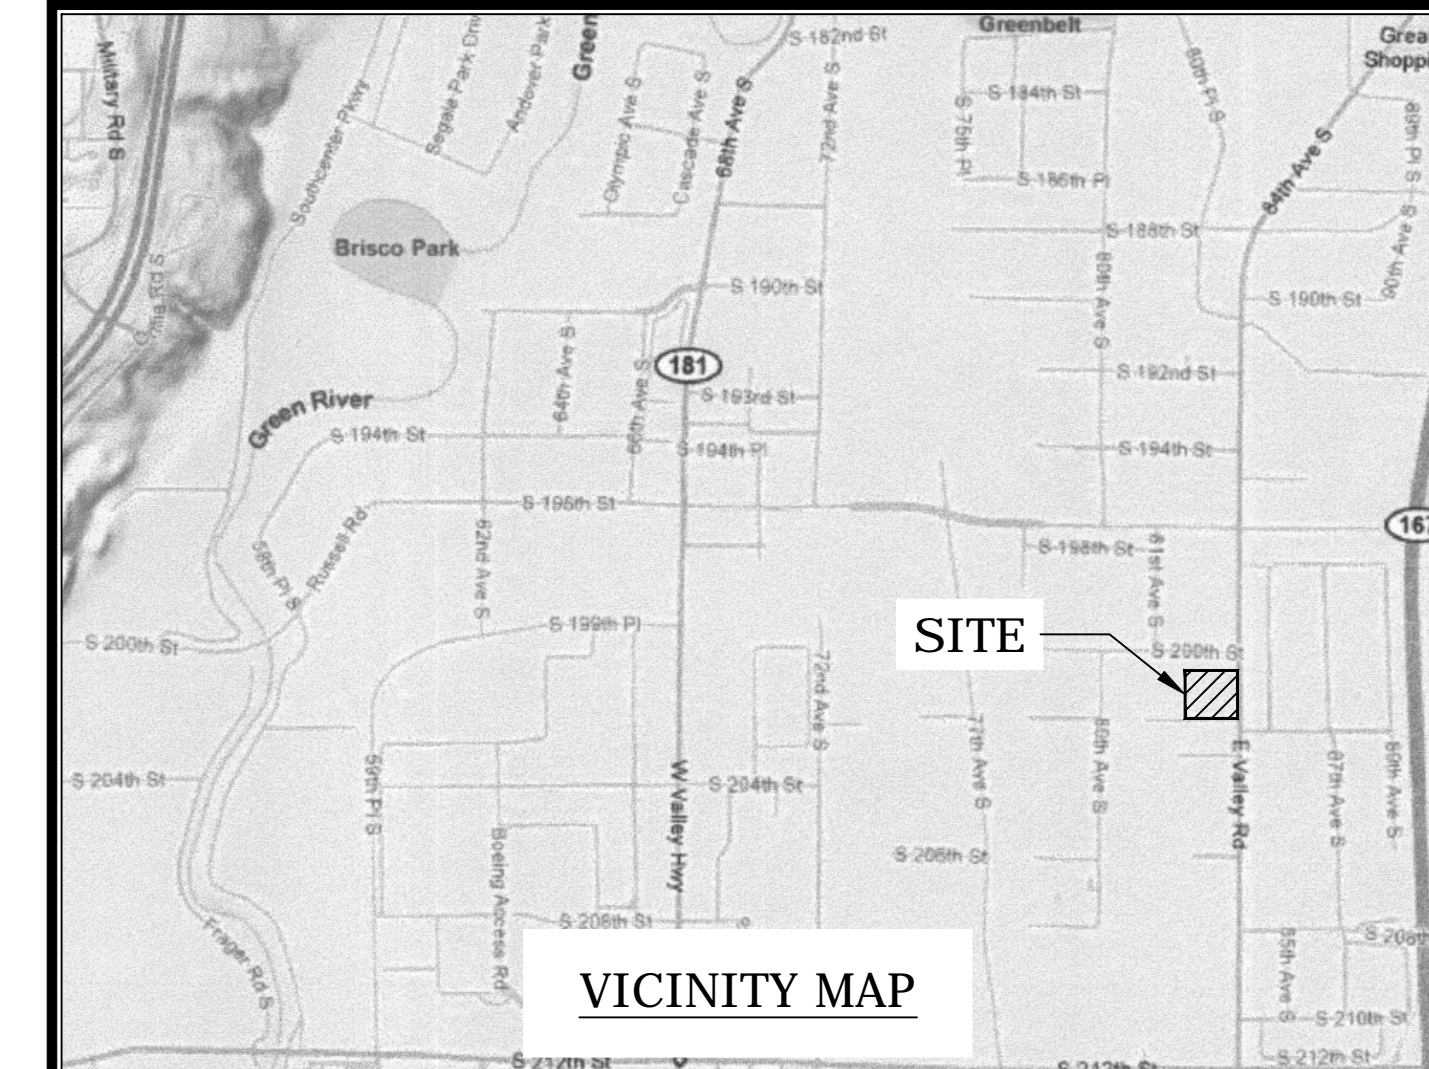 Military Rd S
Southcenter Pkwy
Segale Park Driv
Andover Park
Green
Olympic Ave S
Cascade Ave S
68th Ave S
S 182nd St
72nd Ave S
Greenbelt
S 184th St
S 75th Pl
S 186th Pl
80th Pl S
84th Ave S
Grea
Shoppi
89th Pl S
Brisco Park
S 188th St
90th Ave S
S 190th St
S 190th St
80th Ave S
64th Ave S
66th Ave S
181
S 192nd St
S 193rd St
Green River
S 194th St
S 194th Pl
S 194th St
S 196th St
167
Russell Rd
58th Pl S
62nd Ave S
S 198th St
81st Ave S
S 199th Pl
S 200th St
SITE
S 200th St
72nd Ave S
77th Ave S
80th Ave S
E Valley Rd
87th Ave S
S 204th St
59th Pl S
W Valley Hwy
S 204th St
Boeing Access Rd
S 206th St
S 208th St
S 208th
Frager Rd S
85th Ave S
VICINITY MAP
S 210th St
S 212th St
S 212th St
S 212th St